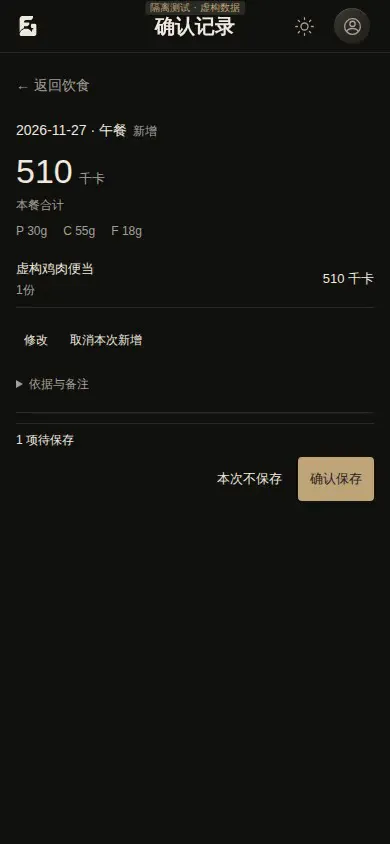 隔离测试 · 虚构数据
确认记录
← 返回饮食
2026-11-27 · 午餐 新增
510 千卡
本餐合计
P 30g C 55g F 18g
虚构鸡肉便当
1份
510 千卡
修改 取消本次新增
▶ 依据与备注
1 项待保存
本次不保存 确认保存